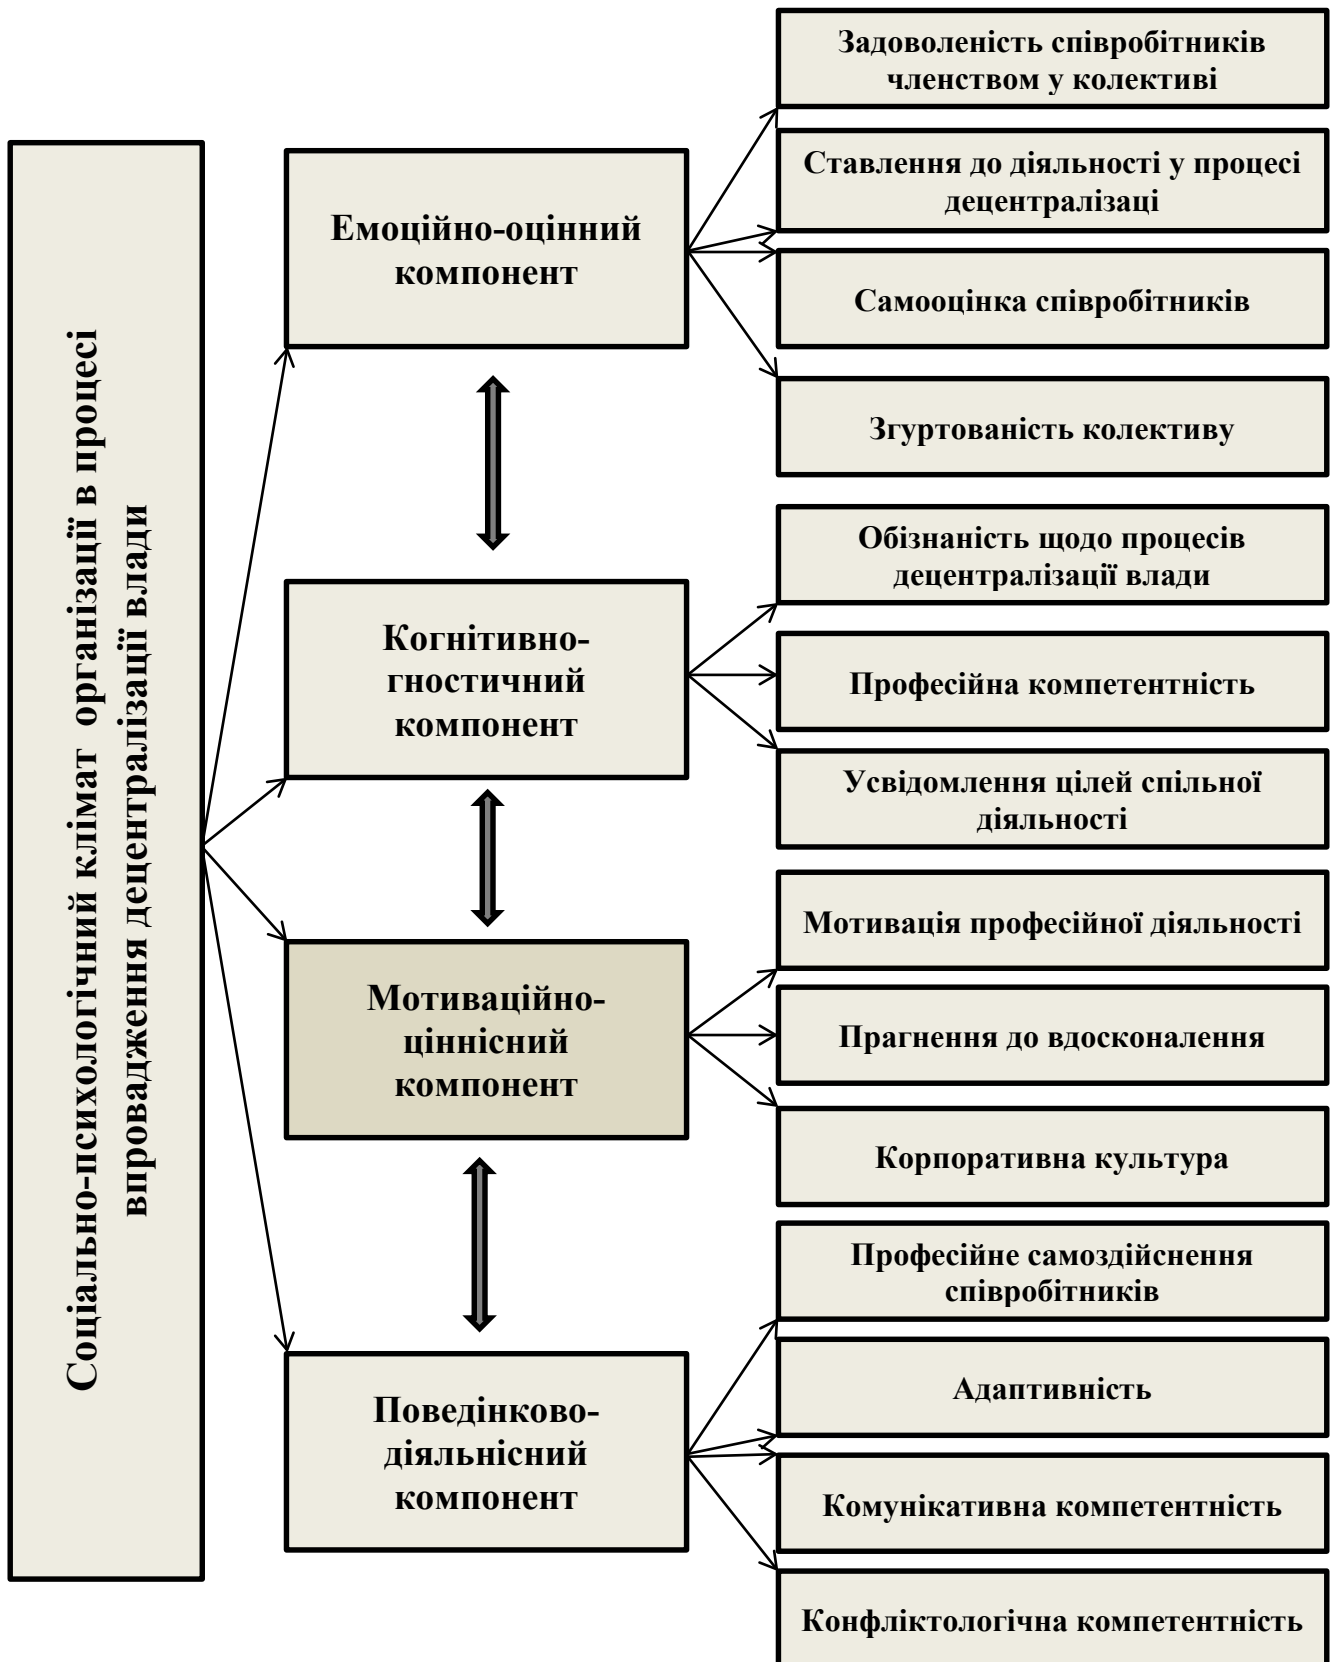 Соціально-психологічний клімат організації в процесі
впровадження децентралізації влади
Емоційно-оцінний
компонент
Задоволеність співробітників
членством у колективі
Ставлення до діяльності у процесі
децентралізаці
Самооцінка співробітників
Згуртованість колективу
Когнітивно-
гностичний
компонент
Обізнаність щодо процесів
децентралізації влади
Професійна компетентність
Усвідомлення цілей спільної
діяльності
Мотиваційно-
ціннісний
компонент
Мотивація професійної діяльності
Прагнення до вдосконалення
Корпоративна культура
Поведінково-
діяльнісний
компонент
Професійне самоздійснення
співробітників
Адаптивність
Комунікативна компетентність
Конфліктологічна компетентність